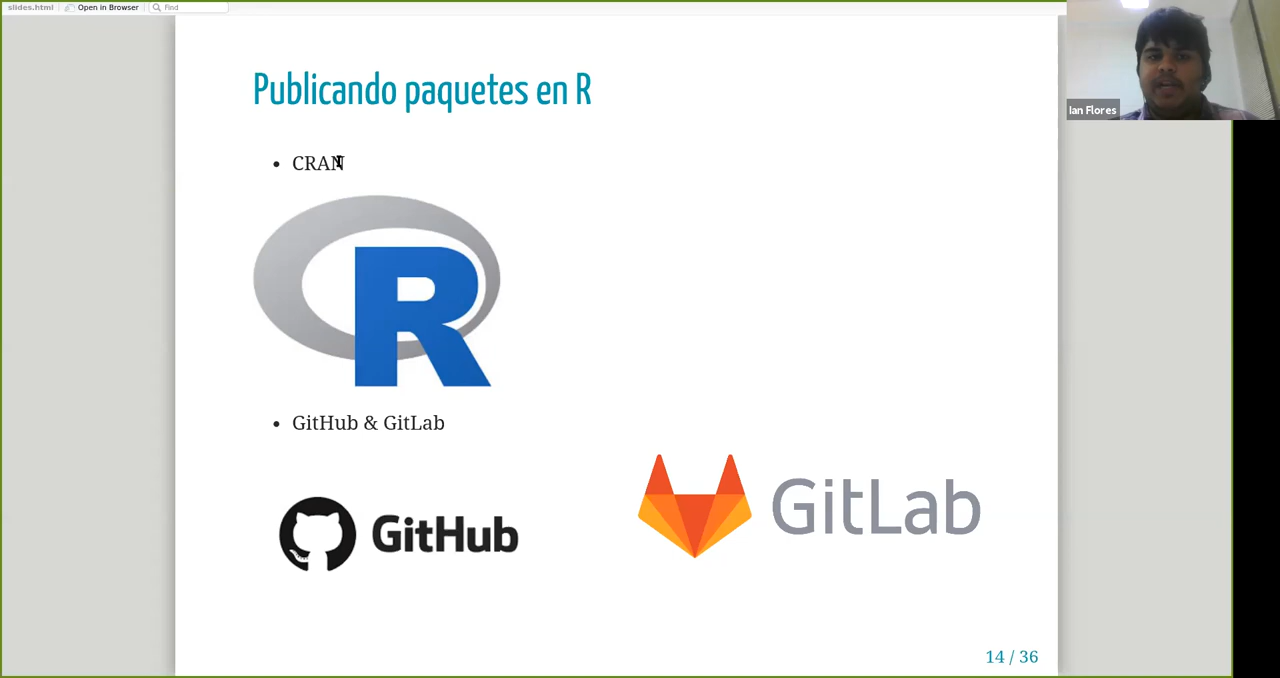 slides.html
Open in Browser
Find
Ian Flores
Publicando paquetes en R
CRAN
R
GitHub & GitLab
GitHub
GitLab
14 / 36